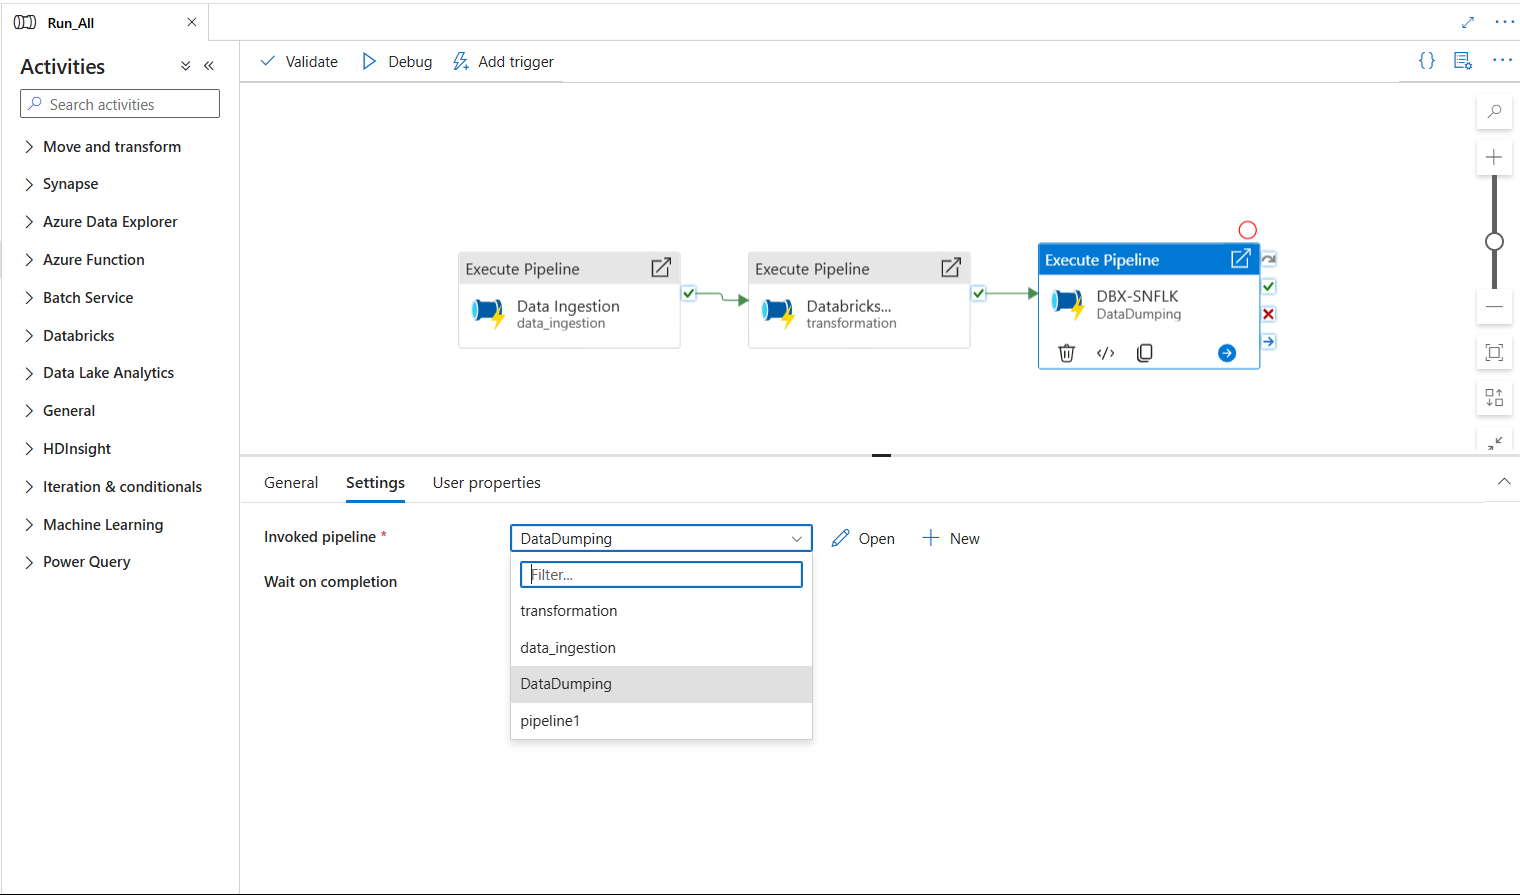 Run_All
Activities
Search activities
Move and transform
Synapse
Azure Data Explorer
Azure Function
Batch Service
Databricks
Data Lake Analytics
General
HDInsight
Iteration & conditionals
Machine Learning
Power Query
Validate
Debug
Add trigger
Execute Pipeline
Data Ingestion
data_ingestion
Execute Pipeline
Databricks...
transformation
Execute Pipeline
DBX-SNFLK
DataDumping
General
Settings
User properties
Invoked pipeline *
DataDumping
Open
New
Wait on completion
Filter...
transformation
data_ingestion
DataDumping
pipeline1